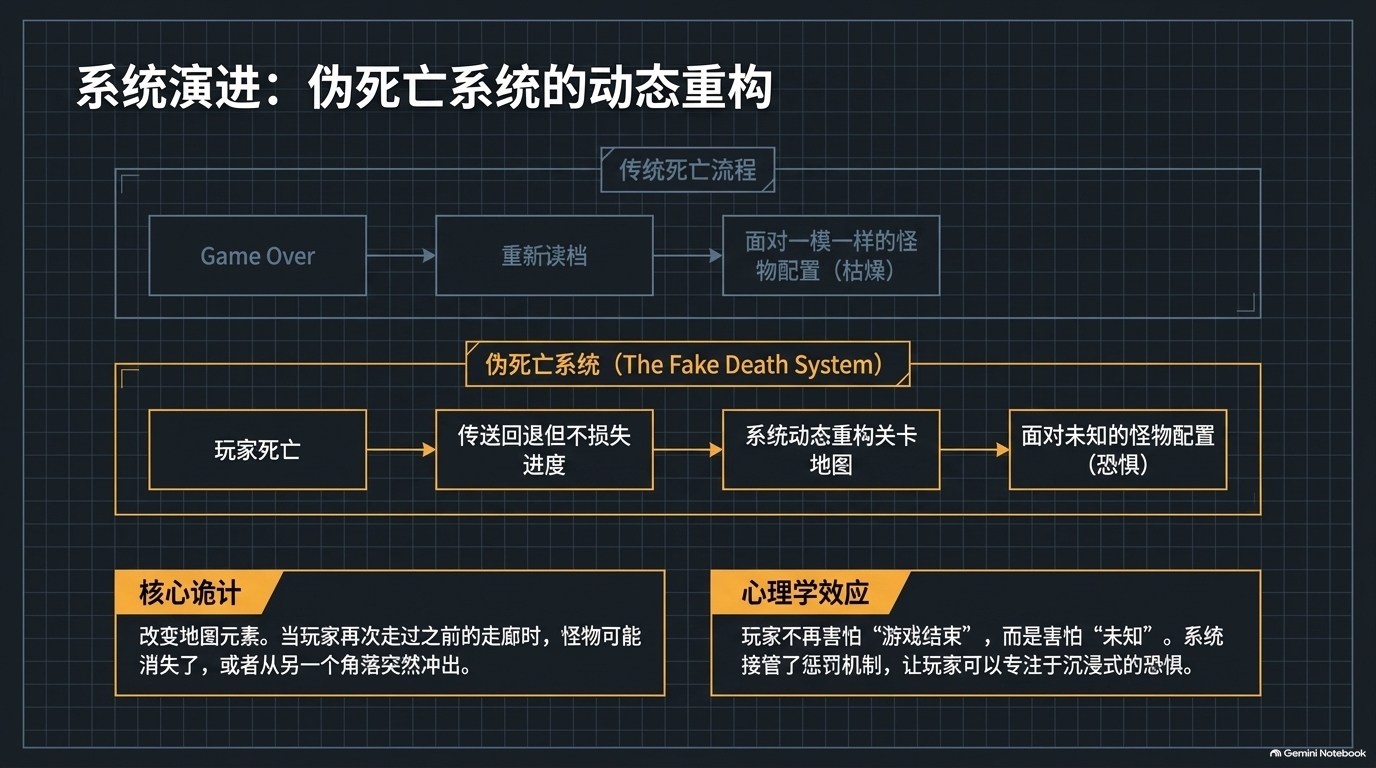 系统演进：伪死亡系统的动态重构
传统死亡流程
Game Over
重新读档
面对一模一样的怪
物配置（枯燥）
伪死亡系统（The Fake Death System）
玩家死亡
传送回退但不损失
进度
系统动态重构关卡
地图
面对未知的怪物配置
（恐惧）
核心诡计
改变地图元素。当玩家再次走过之前的走廊时，怪物可能
消失了，或者从另一个角落突然冲出。
心理学效应
玩家不再害怕“游戏结束”，而是害怕“未知”。系统
接管了惩罚机制，让玩家可以专注于沉浸式的恐惧。
Gemini Notebook